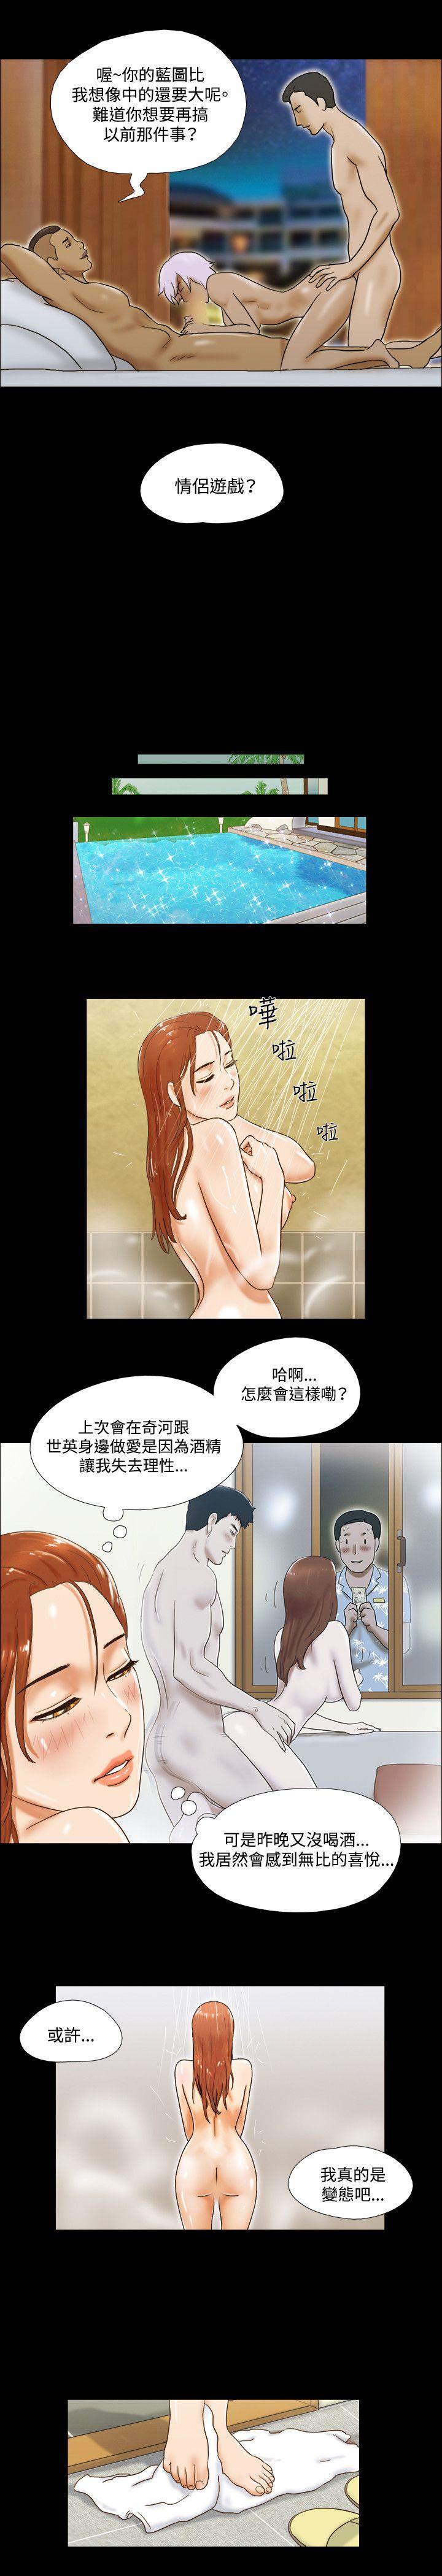 喔~你的藍圖比
我想像中的還要大呢。
難道你想要再搞
以前那件事？
情侶遊戲？
嘩
啦
啦
啦
哈啊...
怎麼會這樣嘞？
上次會在奇河跟
世英身邊做愛是因為酒精
讓我失去理性...
可是昨晚又沒喝酒...
我居然會感到無比的喜悅...
或許...
我真的是
變態吧...